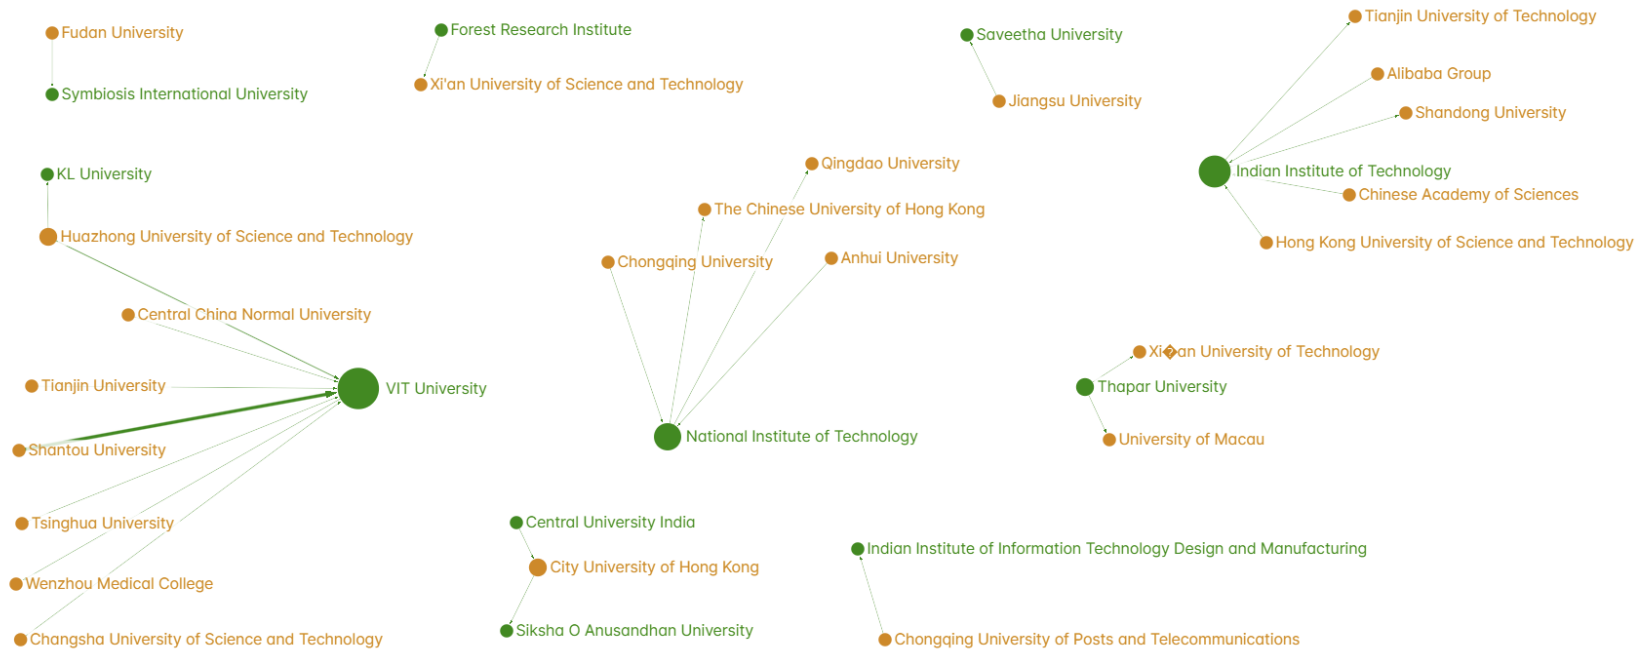 Fudan University
Symbiosis International University
Forest Research Institute
Xi'an University of Science and Technology
Saveetha University
Jiangsu University
Tianjin University of Technology
Alibaba Group
Shandong University
Indian Institute of Technology
Chinese Academy of Sciences
Hong Kong University of Science and Technology
KL University
Huazhong University of Science and Technology
Central China Normal University
Tianjin University
VIT University
Shantou University
Tsinghua University
Wenzhou Medical College
Changsha University of Science and Technology
Qingdao University
The Chinese University of Hong Kong
Chongqing University
Anhui University
National Institute of Technology
Xi�an University of Technology
Thapar University
University of Macau
Central University India
City University of Hong Kong
Siksha O Anusandhan University
Indian Institute of Information Technology Design and Manufacturing
Chongqing University of Posts and Telecommunications